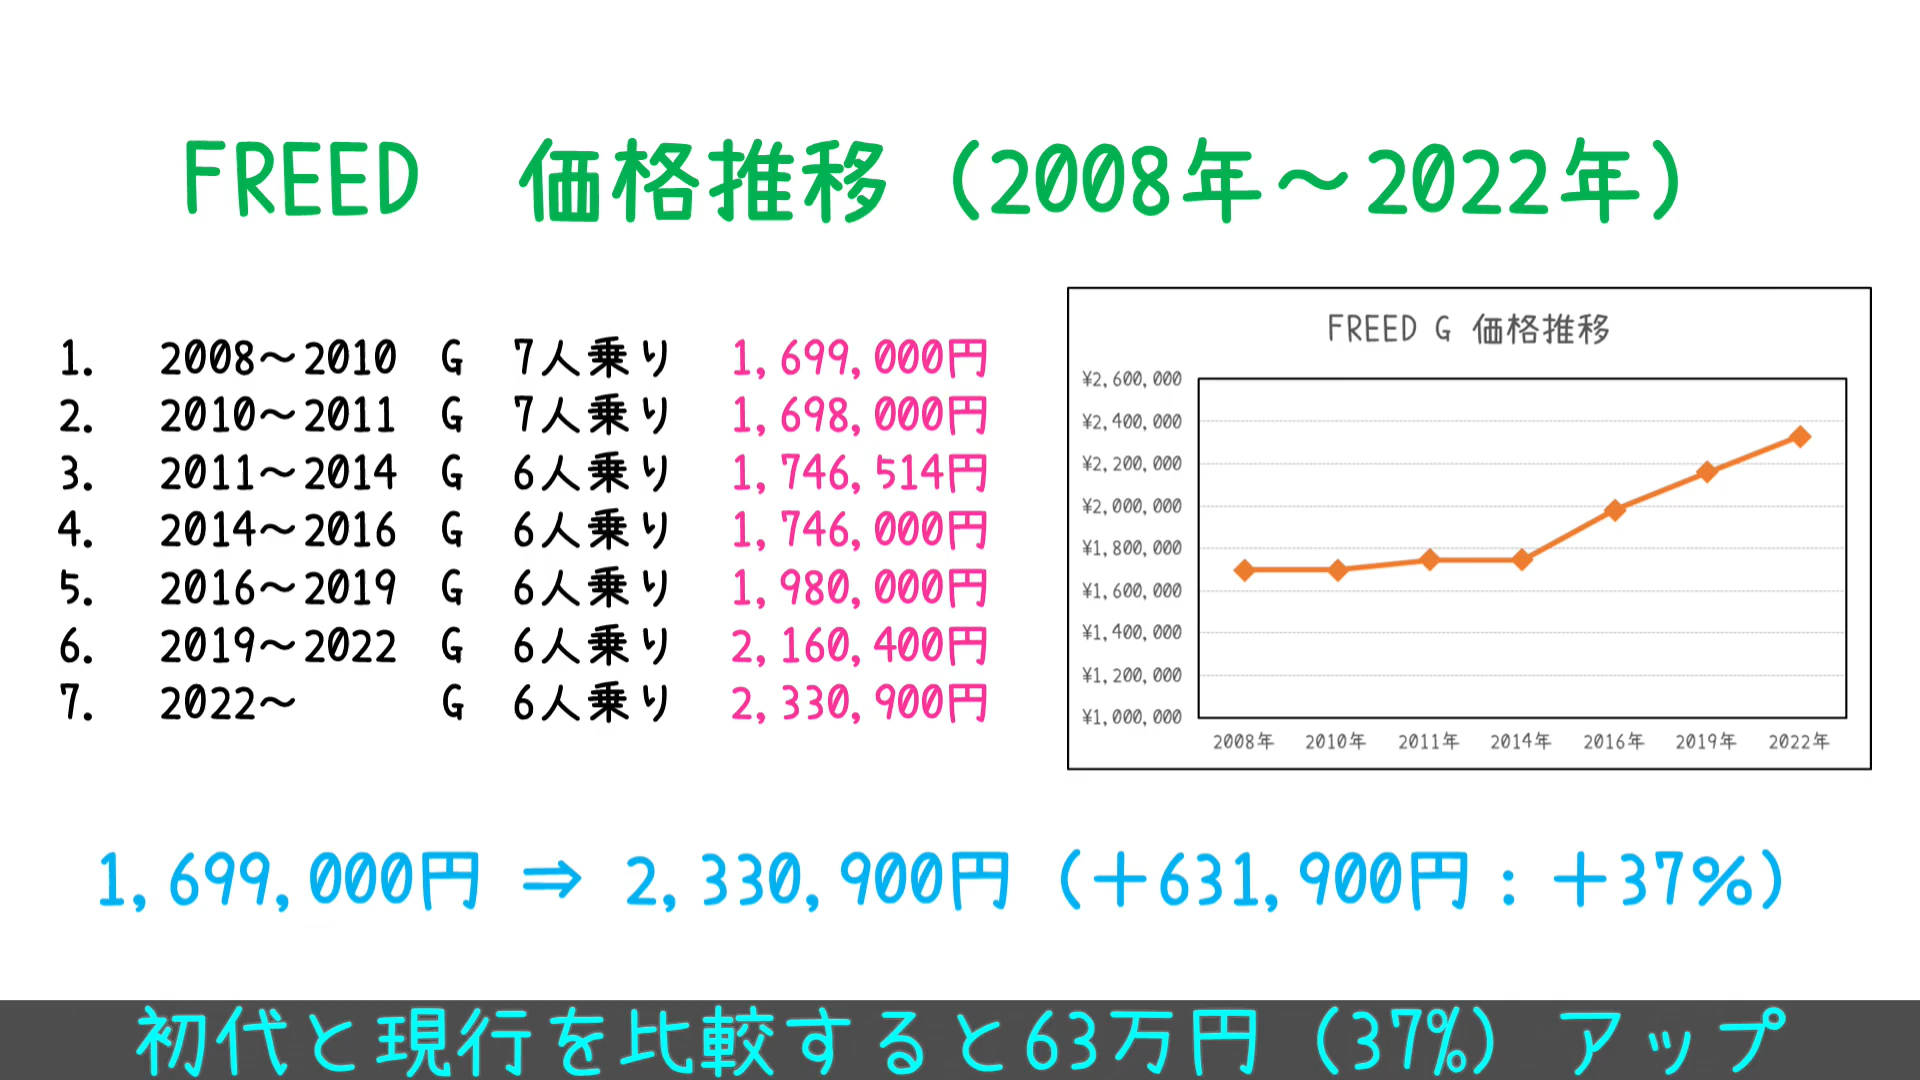 FREED 価格推移（2008年～2022年）
1. 2008～2010 G 7人乗り 1,699,000円
2. 2010～2011 G 7人乗り 1,698,000円
3. 2011～2014 G 6人乗り 1,746,514円
4. 2014～2016 G 6人乗り 1,746,000円
5. 2016～2019 G 6人乗り 1,980,000円
6. 2019～2022 G 6人乗り 2,160,400円
7. 2022～ G 6人乗り 2,330,900円
FREED G 価格推移
¥2,600,000
¥2,400,000
¥2,200,000
¥2,000,000
¥1,800,000
¥1,600,000
¥1,400,000
¥1,200,000
¥1,000,000
2008年 2010年 2011年 2014年 2016年 2019年 2022年
1,699,000円 ⇒ 2,330,900円（＋631,900円：＋37％）
初代と現行を比較すると63万円（37%）アップ